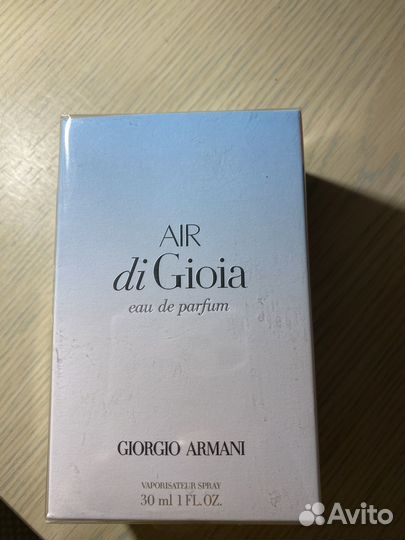 AIR
di Gioia
eau de parfum
GIORGIO ARMANI
VAPORISATEUR SPRAY
30 ml 1 FL.OZ.
Avito